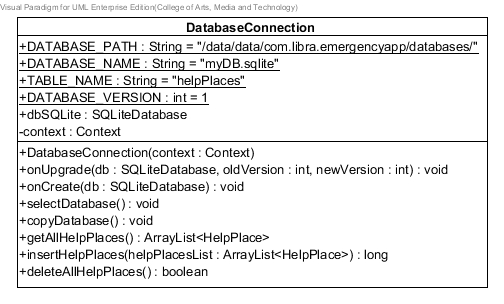 Visual Paradigm for UML Enterprise Edition(College of Arts, Media and Technology)
DatabaseConnection
+DATABASE_PATH : String = "/data/data/com.libra.emergencyapp/databases/"
+DATABASE_NAME : String = "myDB.sqlite"
+TABLE_NAME : String = "helpPlaces"
+DATABASE_VERSION : int = 1
+dbSQLite : SQLiteDatabase
-context : Context
+DatabaseConnection(context : Context)
+onUpgrade(db : SQLiteDatabase, oldVersion : int, newVersion : int) : void
+onCreate(db : SQLiteDatabase) : void
+selectDatabase() : void
+copyDatabase() : void
+getAllHelpPlaces() : ArrayList<HelpPlace>
+insertHelpPlaces(helpPlacesList : ArrayList<HelpPlace>) : long
+deleteAllHelpPlaces() : boolean